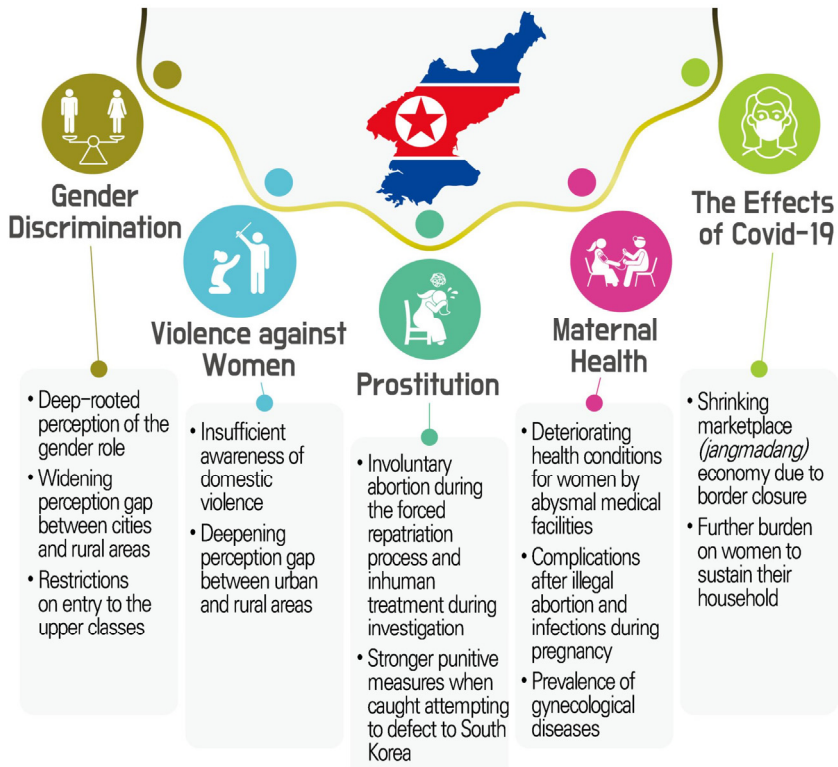 Gender
Discrimination
• Deep-rooted
perception of the
gender role
• Widening
perception gap
between cities
and rural areas
• Restrictions
on entry to the
upper classes
Violence against
Women
• Insufficient
awareness of
domestic
violence
• Deepening
perception gap
between urban
and rural areas
Prostitution
• Involuntary
abortion during
the forced
repatriation
process and
inhuman
treatment during
investigation
• Stronger punitive
measures when
caught attempting
to defect to South
Korea
Maternal
Health
• Deteriorating
health conditions
for women by
abysmal medical
facilities
• Complications
after illegal
abortion and
infections during
pregnancy
• Prevalence of
gynecological
diseases
The Effects
of Covid-19
• Shrinking
marketplace
(jangmadang)
economy due to
border closure
• Further burden
on women to
sustain their
household